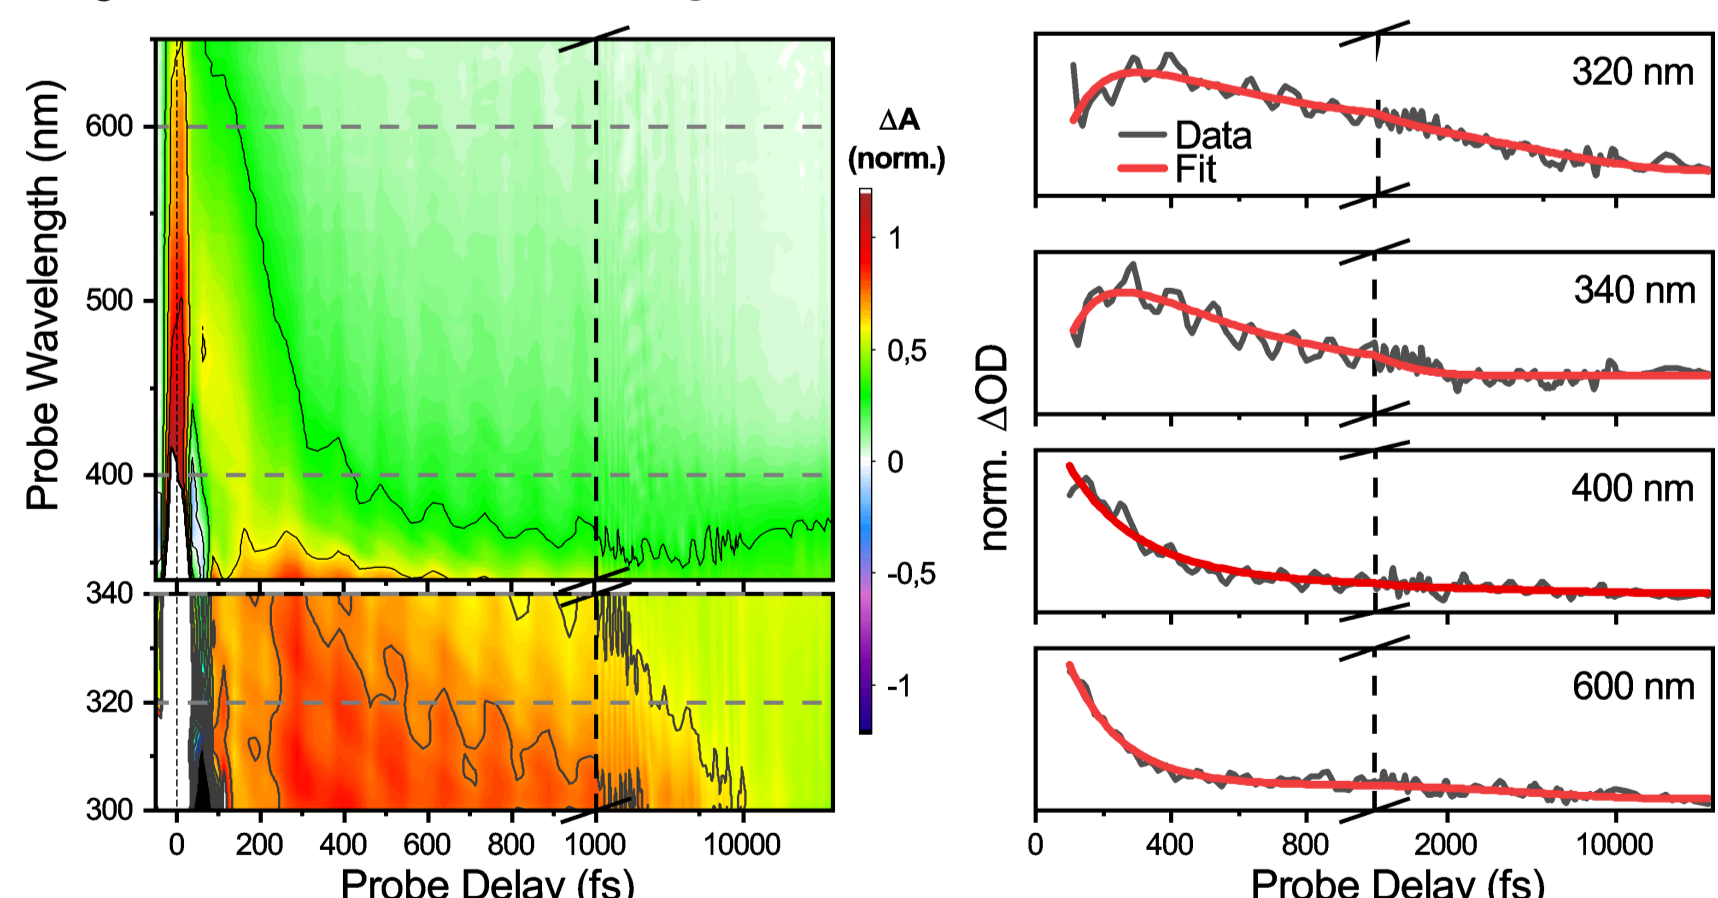 Probe Wavelength (nm)
600
500
400
340
320
300
0 200 400 600 800 1000 10000
Probe Delay (fs)
ΔA
(norm.)
1
0,5
0
-0,5
-1
norm. ΔOD
320 nm
Data
Fit
340 nm
400 nm
600 nm
0 400 800 2000 10000
Probe Delay (fs)